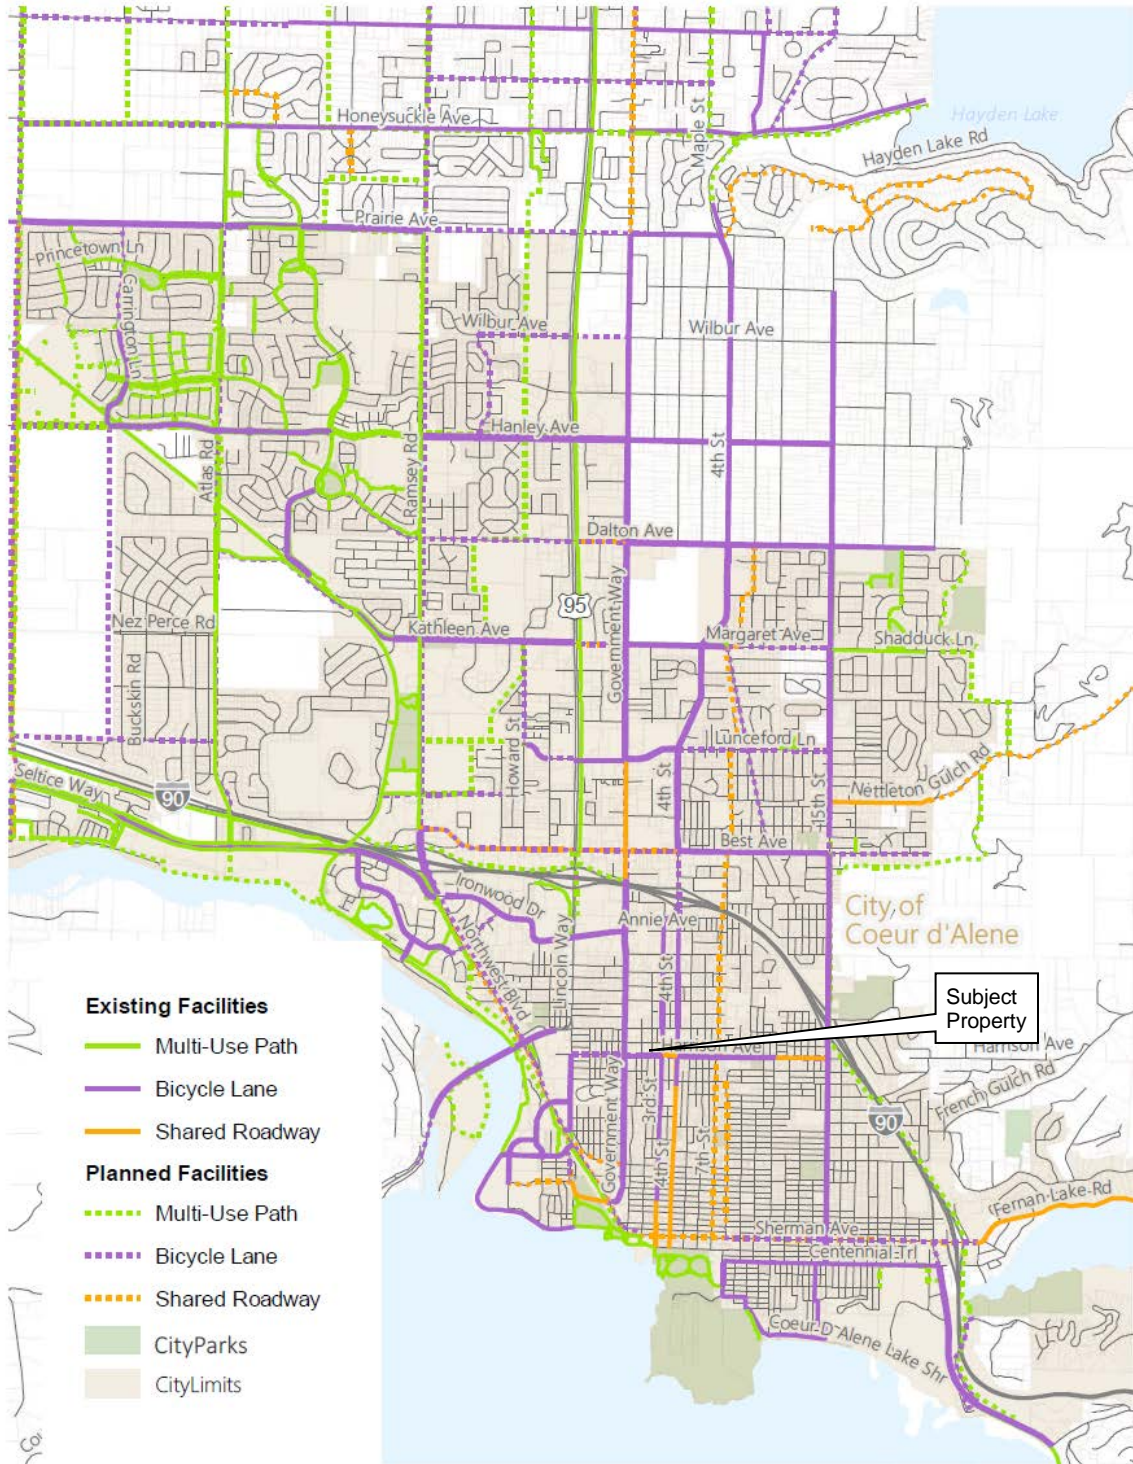 Hayden Lake
Honeysuckle Ave
Maple St
Hayden Lake Rd
Prairie Ave
Princetown Ln
Carrington Ln
Wilbur Ave
Wilbur Ave
Hanley Ave
4th St
Atlas Rd
Ramsey Rd
Dalton Ave
95
Government Way
Nez Perce Rd
Kathleen Ave
Margaret Ave
Shadduck Ln
Buckskin Rd
Howard St
Lunceford Ln
4th St
15th St
Nettleton Gulch Rd
Seltice Way
90
Best Ave
Ironwood Dr
Annie Ave
City of
Coeur d'Alene
Northwest Blvd
Lincoln Way
4th St
Subject
Property
Harrison Ave
Harrison Ave
French Gulch Rd
Government Way
3rd St
4th St
7th St
90
Fernan Lake Rd
Sherman Ave
Centennial Trl
Coeur D Alene Lake Shr
Existing Facilities
Multi-Use Path
Bicycle Lane
Shared Roadway
Planned Facilities
Multi-Use Path
Bicycle Lane
Shared Roadway
CityParks
CityLimits